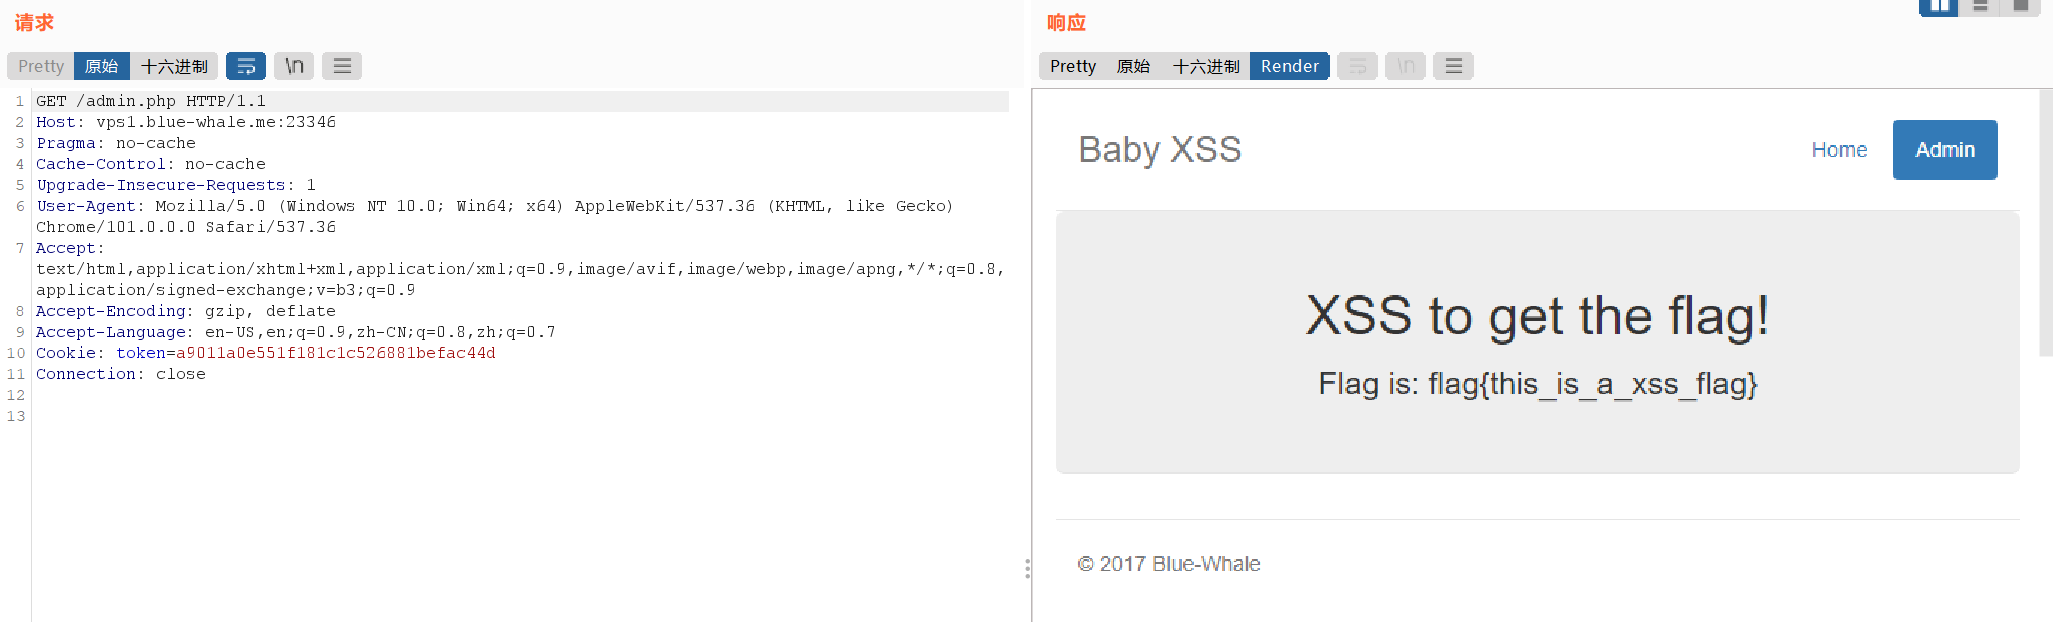 请求
Pretty 原始 十六进制 \n
1 GET /admin.php HTTP/1.1
2 Host: vps1.blue-whale.me:23346
3 Pragma: no-cache
4 Cache-Control: no-cache
5 Upgrade-Insecure-Requests: 1
6 User-Agent: Mozilla/5.0 (Windows NT 10.0; Win64; x64) AppleWebKit/537.36 (KHTML, like Gecko)
Chrome/101.0.0.0 Safari/537.36
7 Accept:
text/html,application/xhtml+xml,application/xml;q=0.9,image/avif,image/webp,image/apng,*/*;q=0.8,
application/signed-exchange;v=b3;q=0.9
8 Accept-Encoding: gzip, deflate
9 Accept-Language: en-US,en;q=0.9,zh-CN;q=0.8,zh;q=0.7
10 Cookie: token=a9011a0e551f181c1c526881befac44d
11 Connection: close
12
13
响应
Pretty 原始 十六进制 Render \n
Baby XSS
Home Admin
XSS to get the flag!
Flag is: flag{this_is_a_xss_flag}
© 2017 Blue-Whale